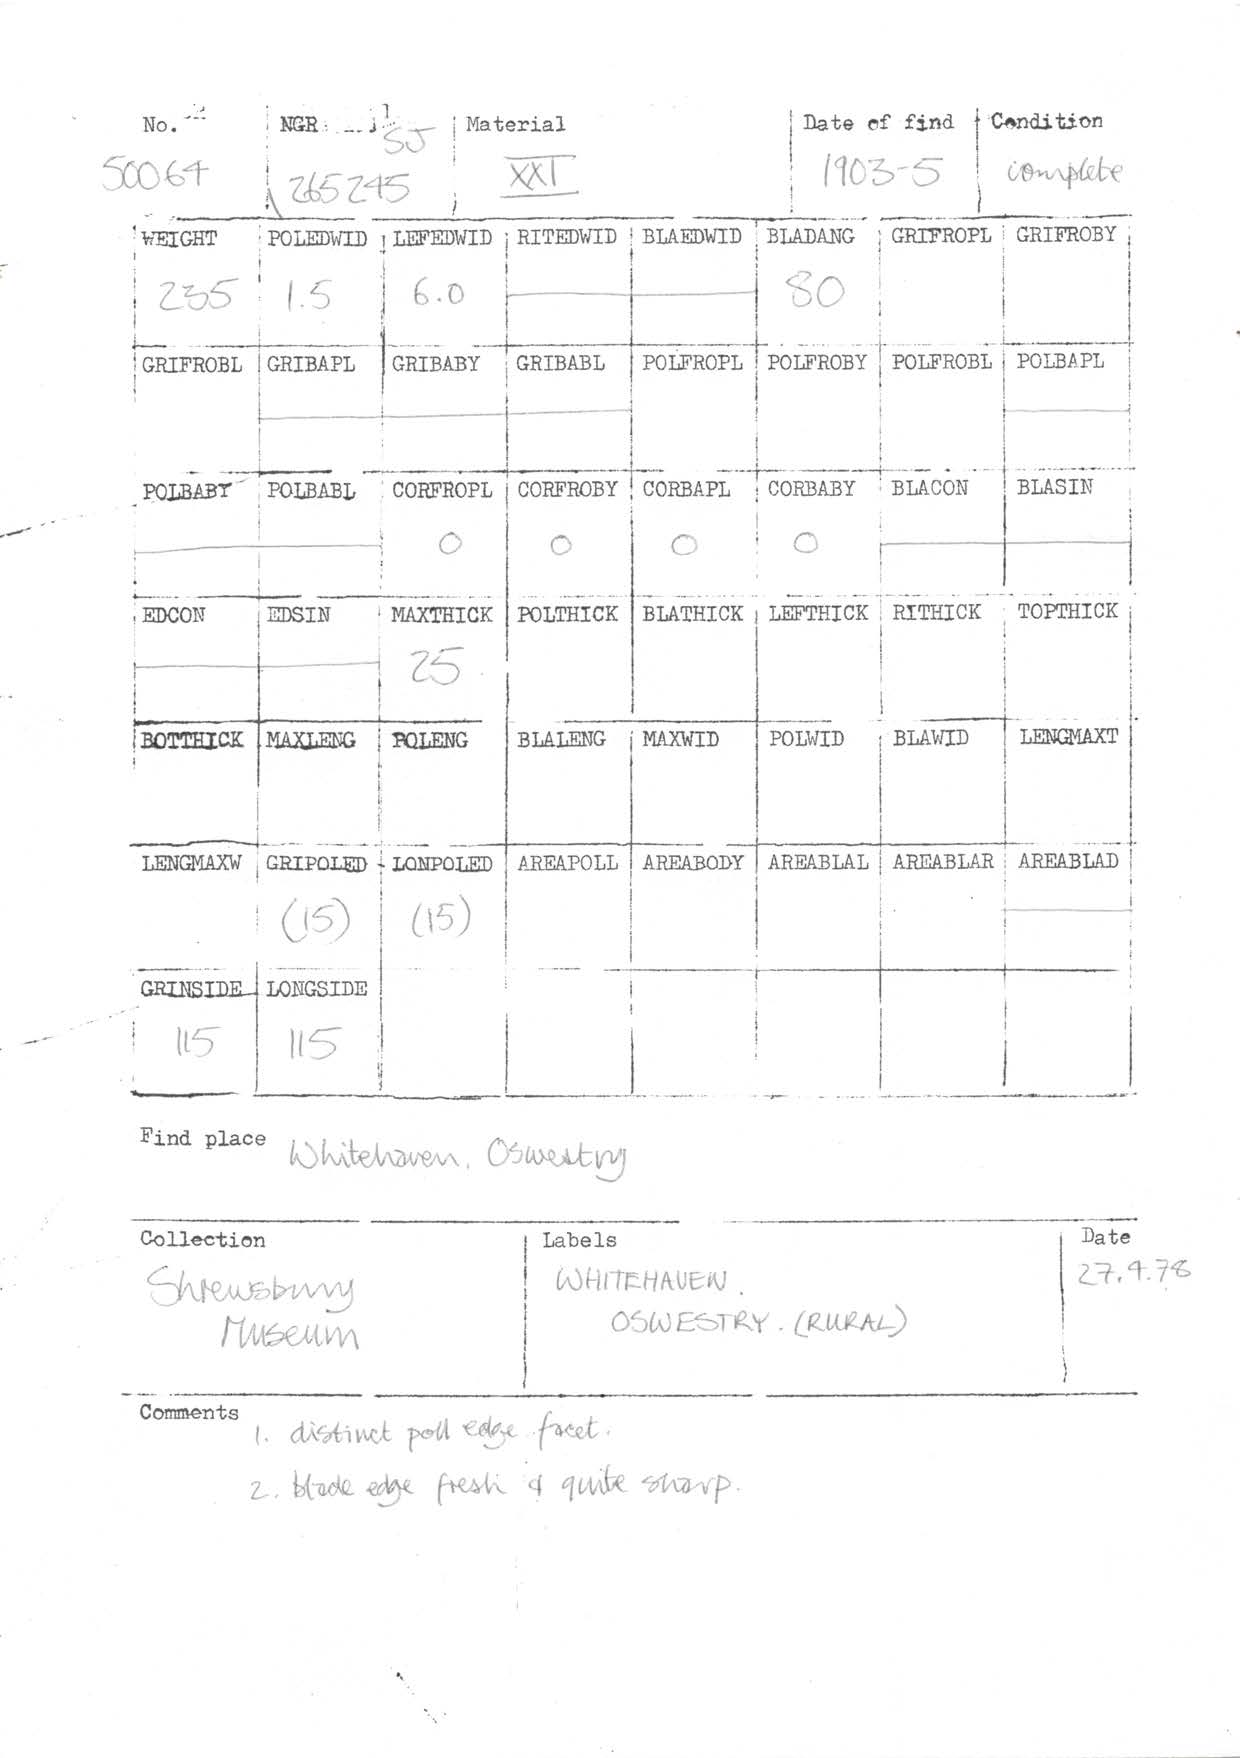 No. NGR Material Date of find Condition
SJ
50064 265245 XXI 1903-5 complete
WEIGHT POLEDWID LEFEDWID RITEDWID BLAEDWID BLADANG GRIFROPL GRIFROBY
235 1.5 6.0 80
GRIFROBL GRIBAPL GRIBABY GRIBABL POLFROPL POLFROBY POLFROBL POLBAPL
POLBABY POLBABL CORFROPL CORFROBY CORBAPL CORBABY BLACON BLASIN
0 0 0 0
EDCON EDSIN MAXTHICK POLTHICK BLATHICK LEFTHICK RITHICK TOPTHICK
25
BOTTHICK MAXLENG POLENG BLALENG MAXWID POLWID BLAWID LENGMAXT
LENGMAXW GRIPOLED LONPOLED AREAPOLL AREABODY AREABLAL AREABLAR AREABLAD
(15) (15)
GRINSIDE LONGSIDE
115 115
Find place Whitehaven, Oswestry
Collection Labels Date
Shrewsbury WHITEHAVEN. 27.9.78
Museum OSWESTRY. (RURAL)
Comments
1. distinct poll edge facet.
2. blade edge fresh & quite sharp.